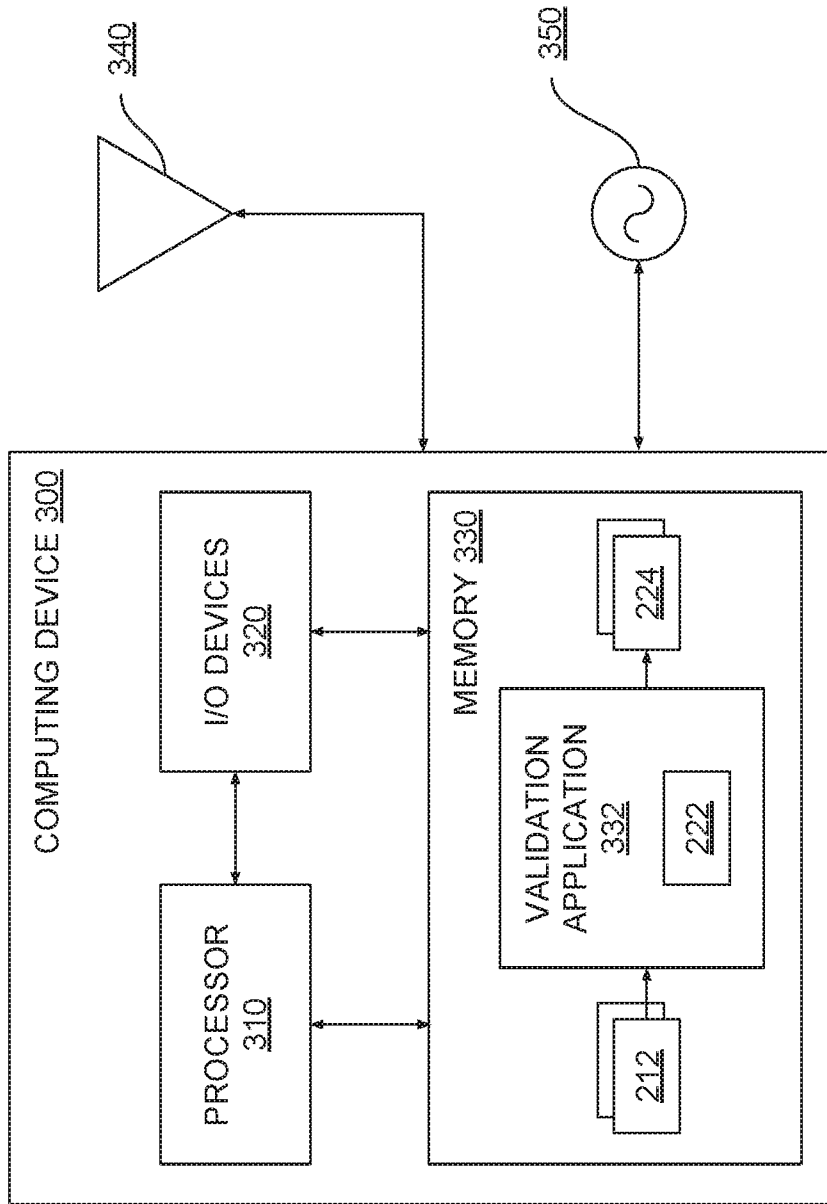 COMPUTING DEVICE 300
PROCESSOR
310
I/O DEVICES
320
MEMORY 330
212
VALIDATION
APPLICATION
332
222
224
340
350